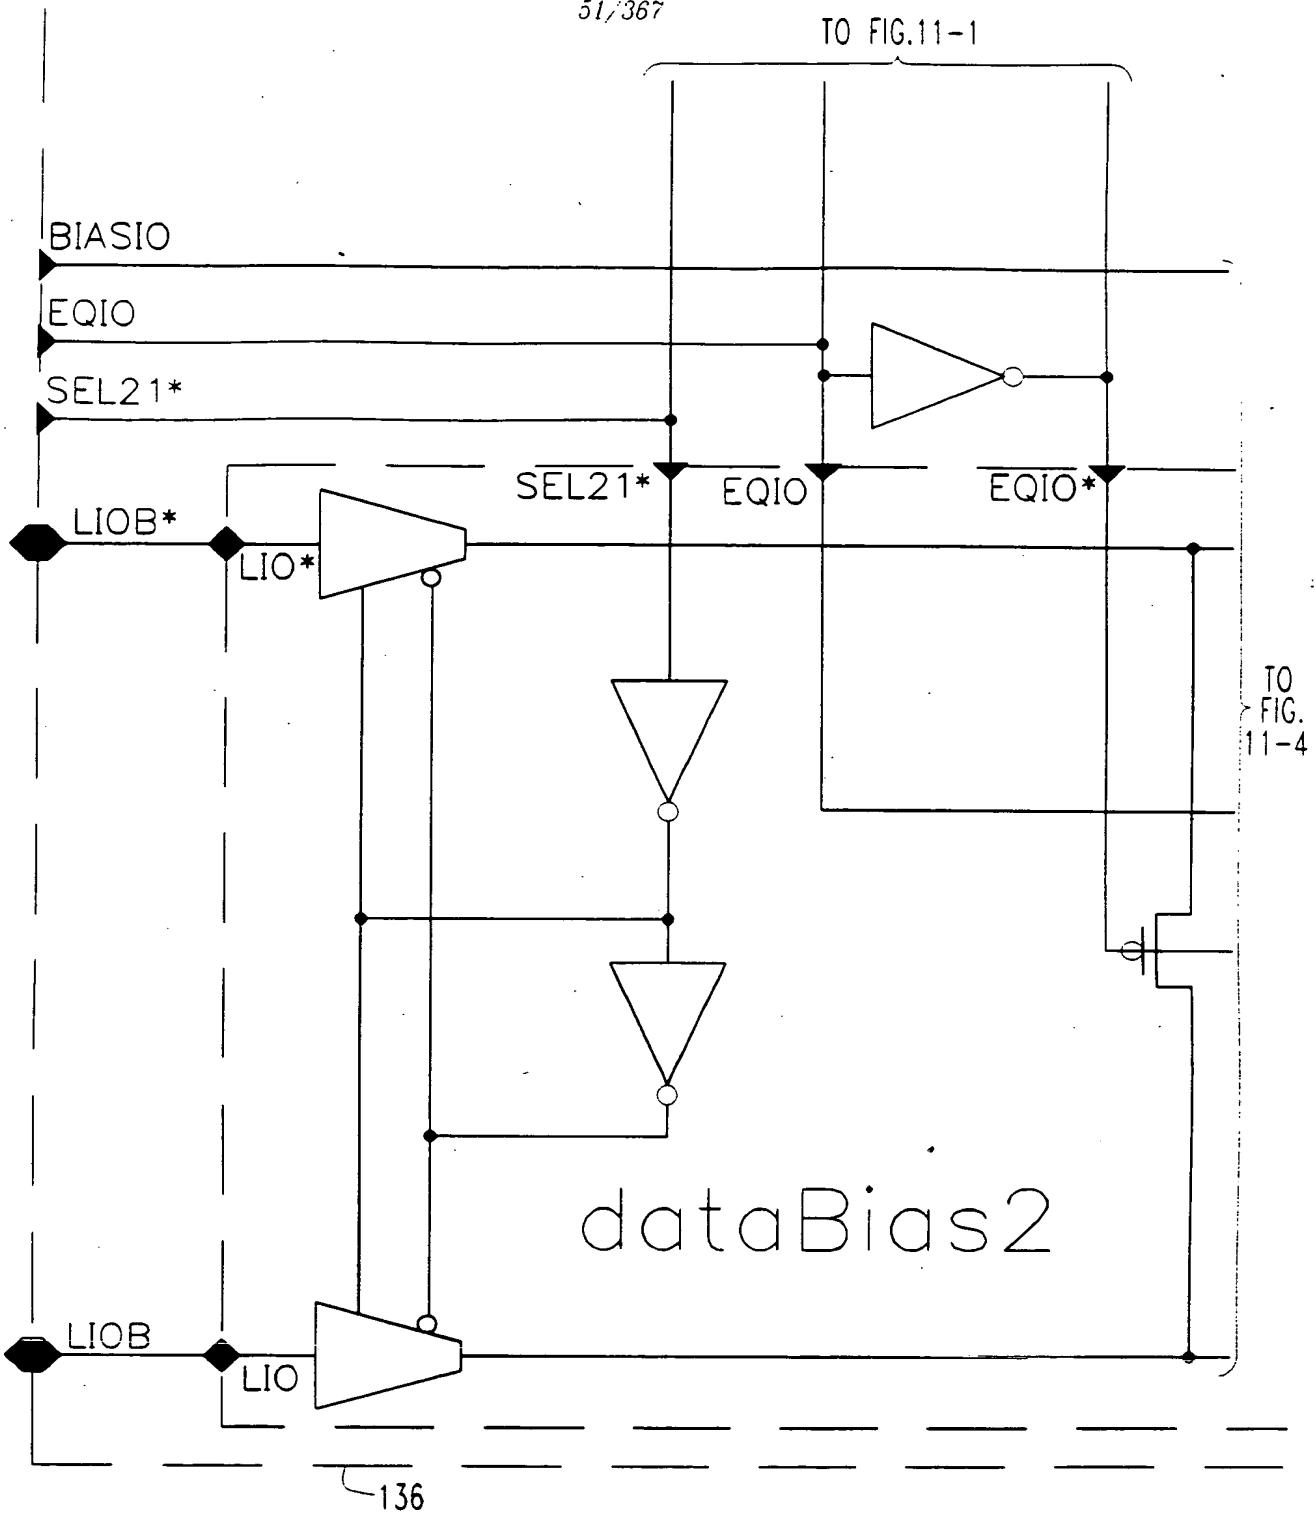 51/367
TO FIG.11-1
BIASIO
EQIO
SEL21*
SEL21*
EQIO
EQIO*
LIOB*
LIO*
TO
FIG.
11-4
dataBias2
LIOB
LIO
136